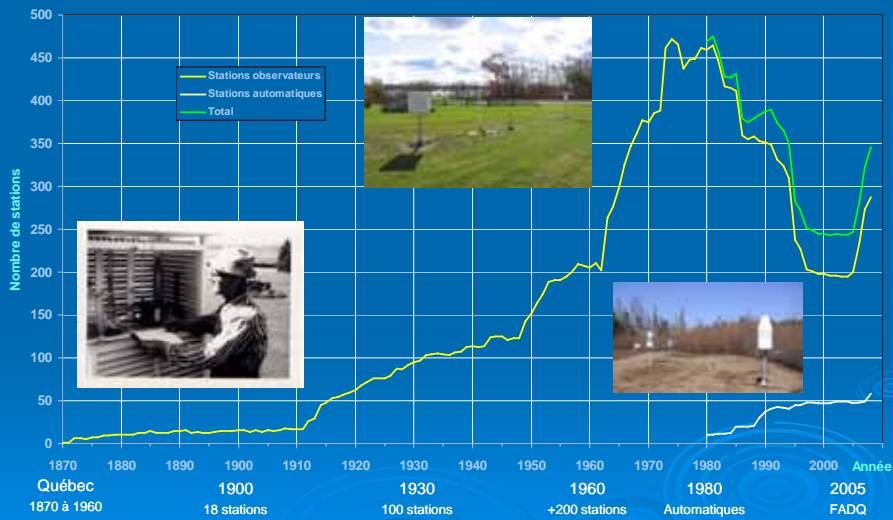 500
450
400
350
300
250
200
150
100
50
0
Nombre de stations
Stations observateurs
Stations automatiques
Total
1870 1880 1890 1900 1910 1920 1930 1940 1950 1960 1970 1980 1990 2000 Année
Québec 1900 1930 1960 1980 2005
1870 à 1960 18 stations 100 stations +200 stations Automatiques FADQ